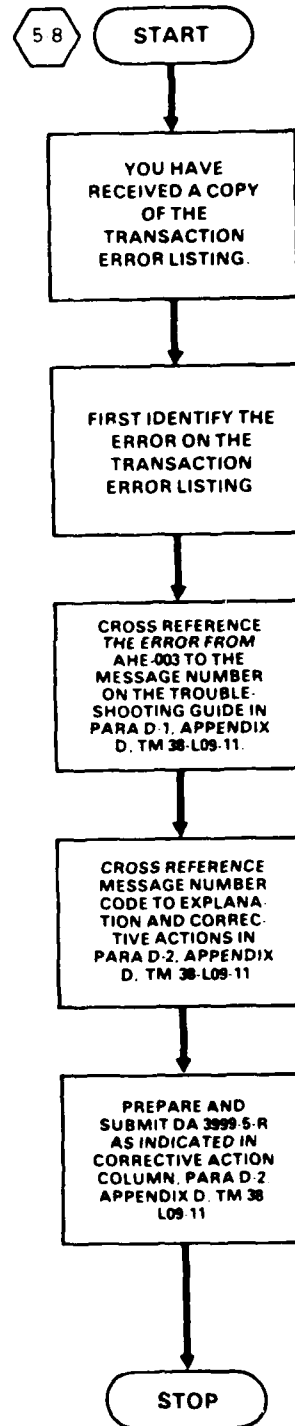 5 8
START
YOU HAVE
RECEIVED A COPY
OF THE
TRANSACTION
ERROR LISTING.
FIRST IDENTIFY THE
ERROR ON THE
TRANSACTION
ERROR LISTING
CROSS REFERENCE
THE ERROR FROM
AHE-003 TO THE
MESSAGE NUMBER
ON THE TROUBLE-
SHOOTING GUIDE IN
PARA D-1, APPENDIX
D, TM 38-L09-11.
CROSS REFERENCE
MESSAGE NUMBER
CODE TO EXPLANA-
TION AND CORREC-
TIVE ACTIONS IN
PARA D-2, APPENDIX
D, TM 38-L09-11
PREPARE AND
SUBMIT DA 3999-5-R
AS INDICATED IN
CORRECTIVE ACTION
COLUMN, PARA D-2
APPENDIX D, TM 38
L09-11
STOP